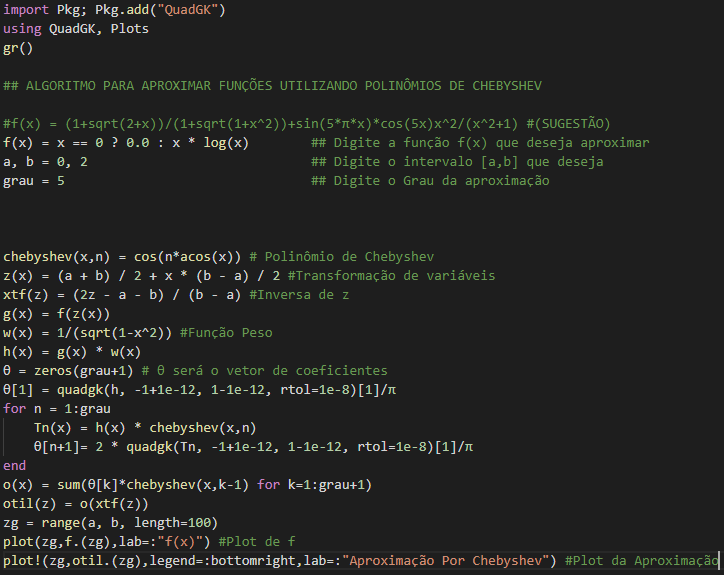 import Pkg; Pkg.add("QuadGK")
using QuadGK, Plots
gr()
## ALGORITMO PARA APROXIMAR FUNÇÕES UTILIZANDO POLINÔMIOS DE CHEBYSHEV
#f(x) = (1+sqrt(2+x))/(1+sqrt(1+x^2))+sin(5*π*x)*cos(5x)x^2/(x^2+1) #(SUGESTÃO)
f(x) = x == 0 ? 0.0 : x * log(x)        ## Digite a função f(x) que deseja aproximar
a, b = 0, 2                             ## Digite o intervalo [a,b] que deseja
grau = 5                                ## Digite o Grau da aproximação
chebyshev(x,n) = cos(n*acos(x)) # Polinômio de Chebyshev
z(x) = (a + b) / 2 + x * (b - a) / 2 #Transformação de variáveis
xtf(z) = (2z - a - b) / (b - a) #Inversa de z
g(x) = f(z(x))
w(x) = 1/(sqrt(1-x^2)) #Função Peso
h(x) = g(x) * w(x)
θ = zeros(grau+1) # θ será o vetor de coeficientes
θ[1] = quadgk(h, -1+1e-12, 1-1e-12, rtol=1e-8)[1]/π
for n = 1:grau
    Tn(x) = h(x) * chebyshev(x,n)
    θ[n+1]= 2 * quadgk(Tn, -1+1e-12, 1-1e-12, rtol=1e-8)[1]/π
end
o(x) = sum(θ[k]*chebyshev(x,k-1) for k=1:grau+1)
otil(z) = o(xtf(z))
zg = range(a, b, length=100)
plot(zg,f.(zg),lab=:"f(x)") #Plot de f
plot!(zg,otil.(zg),legend=:bottomright,lab=:"Aproximação Por Chebyshev") #Plot da Aproximação